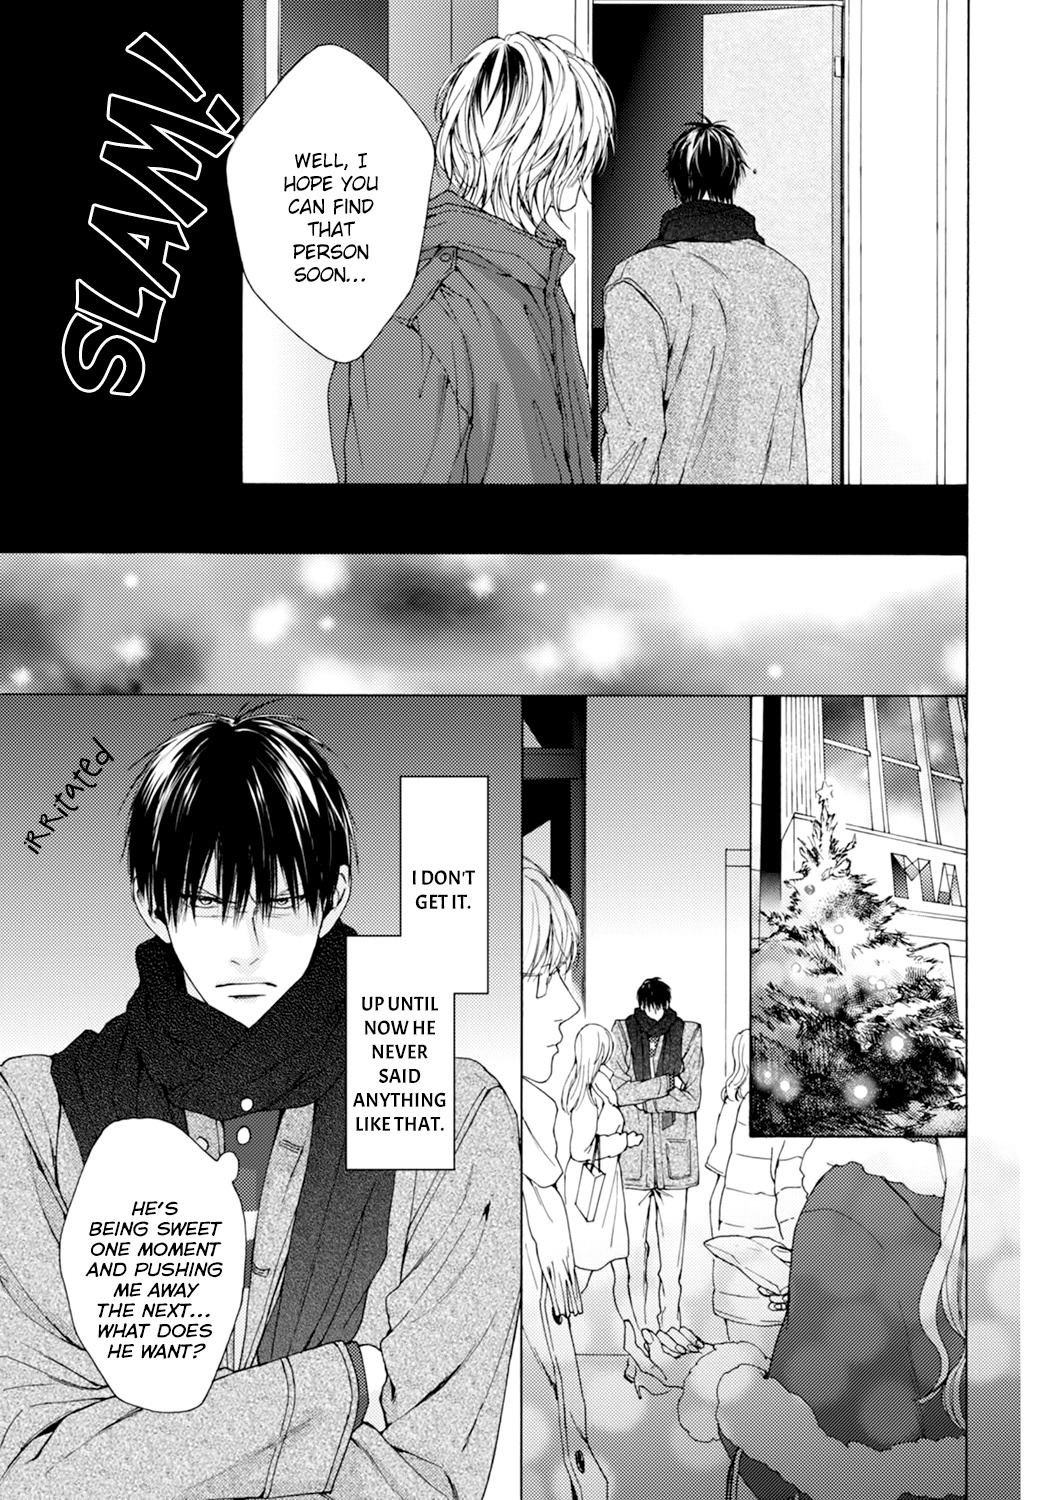 WELL, I
HOPE YOU
CAN FIND
THAT
PERSON
SOON...
SLAM!
MA
I DON'T
GET IT.
UP UNTIL
NOW HE
NEVER
SAID
ANYTHING
LIKE THAT.
iRRitated
HE'S
BEING SWEET
ONE MOMENT
AND PUSHING
ME AWAY
THE NEXT...
WHAT DOES
HE WANT?